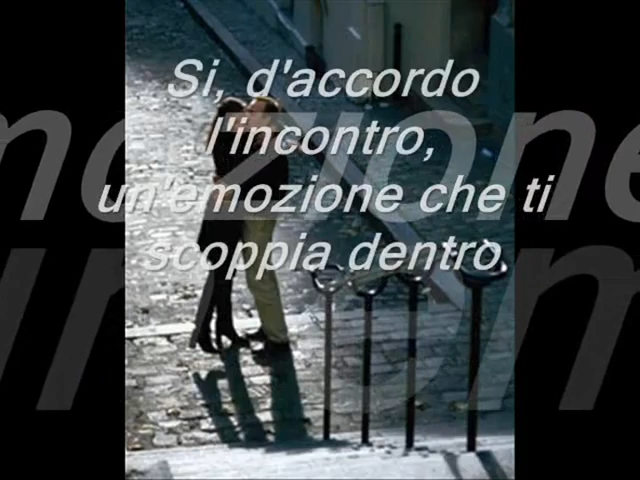 Si, d'accordo
l'incontro,
un'emozione che ti
scoppia dentro